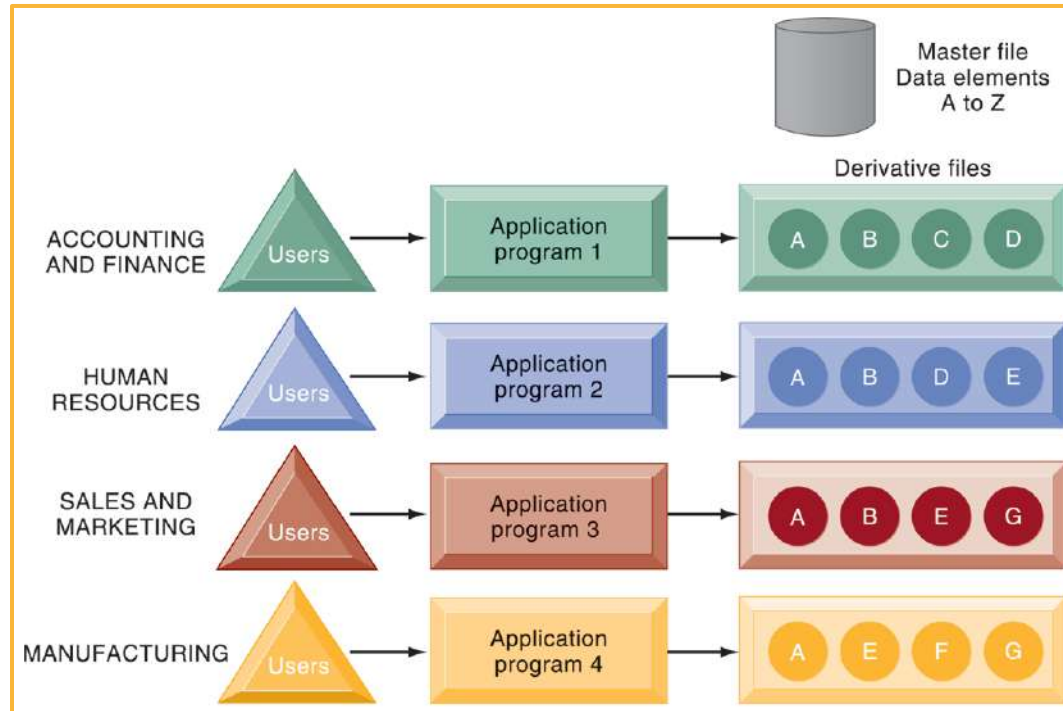 Master file
Data elements
A to Z
Derivative files
ACCOUNTING
AND FINANCE
Users
Application
program 1
A B C D
HUMAN
RESOURCES
Users
Application
program 2
A B D E
SALES AND
MARKETING
Users
Application
program 3
A B E G
MANUFACTURING
Users
Application
program 4
A E F G